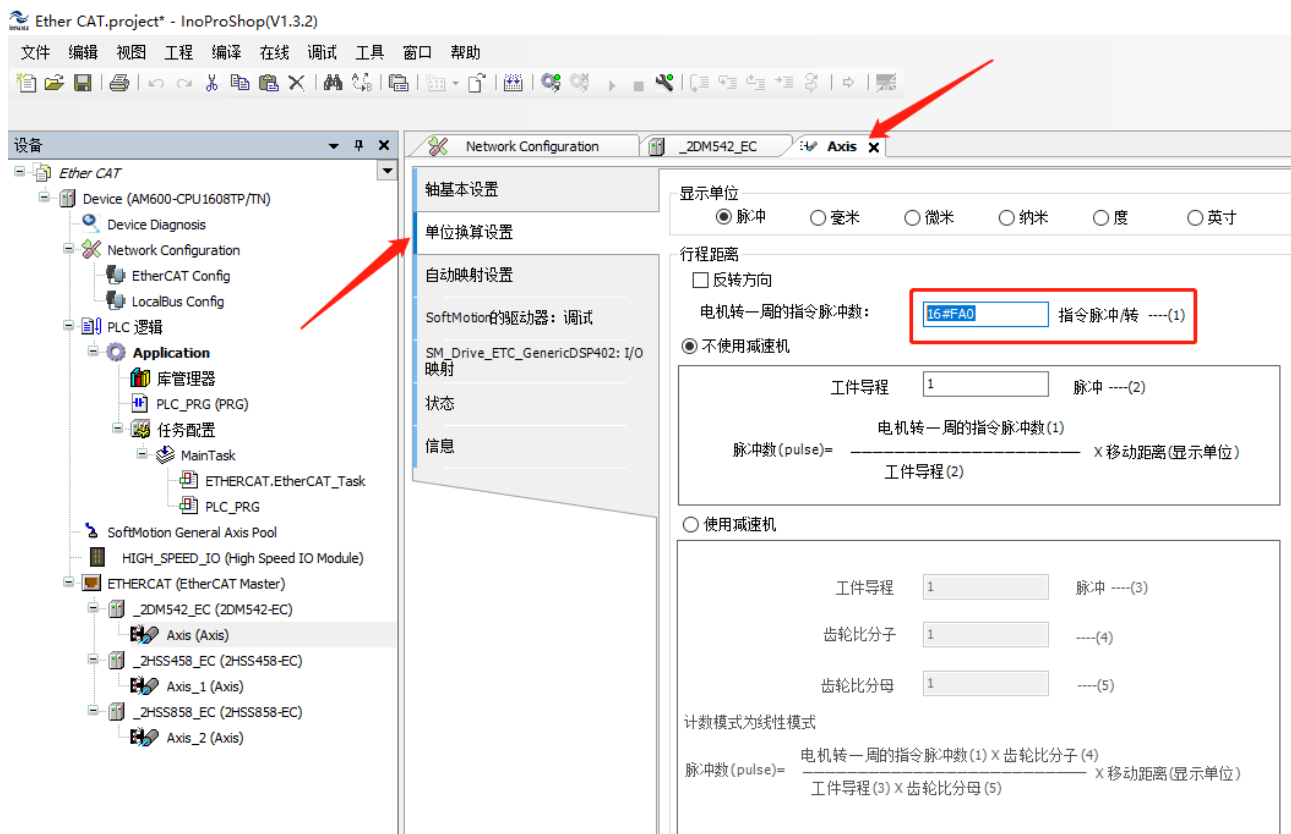 Ether CAT.project* - InoProShop(V1.3.2)
文件 编辑 视图 工程 编译 在线 调试 工具 窗口 帮助
设备
Ether CAT
Device (AM600-CPU1608TP/TN)
Device Diagnosis
Network Configuration
EtherCAT Config
LocalBus Config
PLC 逻辑
Application
库管理器
PLC_PRG (PRG)
任务配置
MainTask
ETHERCAT.EtherCAT_Task
PLC_PRG
SoftMotion General Axis Pool
HIGH_SPEED_IO (High Speed IO Module)
ETHERCAT (EtherCAT Master)
_2DM542_EC (2DM542-EC)
Axis (Axis)
_2HSS458_EC (2HSS458-EC)
Axis_1 (Axis)
_2HSS858_EC (2HSS858-EC)
Axis_2 (Axis)
Network Configuration _2DM542_EC Axis
轴基本设置
单位换算设置
自动映射设置
SoftMotion的驱动器：调试
SM_Drive_ETC_GenericDSP402: I/O
映射
状态
信息
显示单位
脉冲 毫米 微米 纳米 度 英寸
行程距离
反转方向
电机转一周的指令脉冲数： 16#FA0 指令脉冲/转 ----(1)
不使用减速机
工件导程 1 脉冲 ----(2)
电机转一周的指令脉冲数(1)
脉冲数(pulse)= X 移动距离(显示单位)
工件导程(2)
使用减速机
工件导程 1 脉冲 ----(3)
齿轮比分子 1 ----(4)
齿轮比分母 1 ----(5)
计数模式为线性模式
电机转一周的指令脉冲数(1) X 齿轮比分子(4)
脉冲数(pulse)= X 移动距离(显示单位)
工件导程(3) X 齿轮比分母(5)